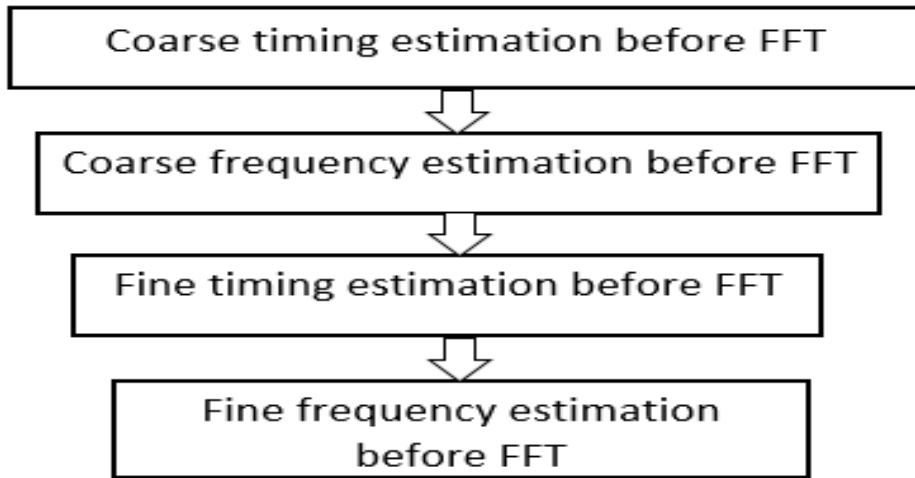 Coarse timing estimation before FFT
Coarse frequency estimation before FFT
Fine timing estimation before FFT
Fine frequency estimation
before FFT